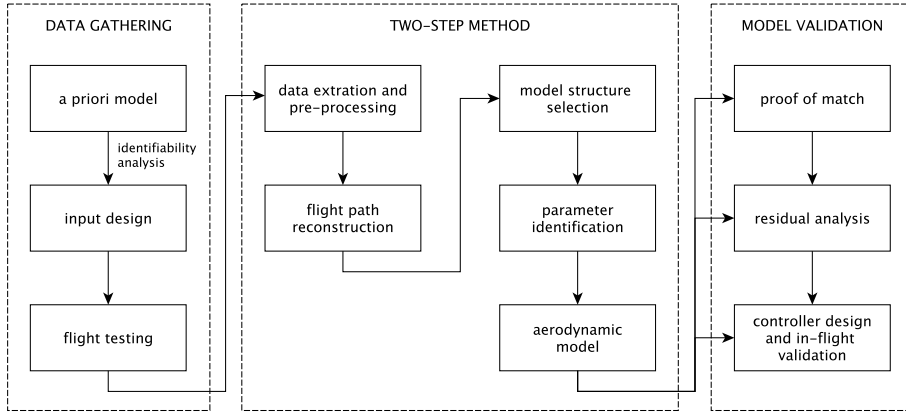 DATA GATHERING
a priori model
identifiability
analysis
input design
flight testing
TWO-STEP METHOD
data extration and
pre-processing
flight path
reconstruction
model structure
selection
parameter
identification
aerodynamic
model
MODEL VALIDATION
proof of match
residual analysis
controller design
and in-flight
validation